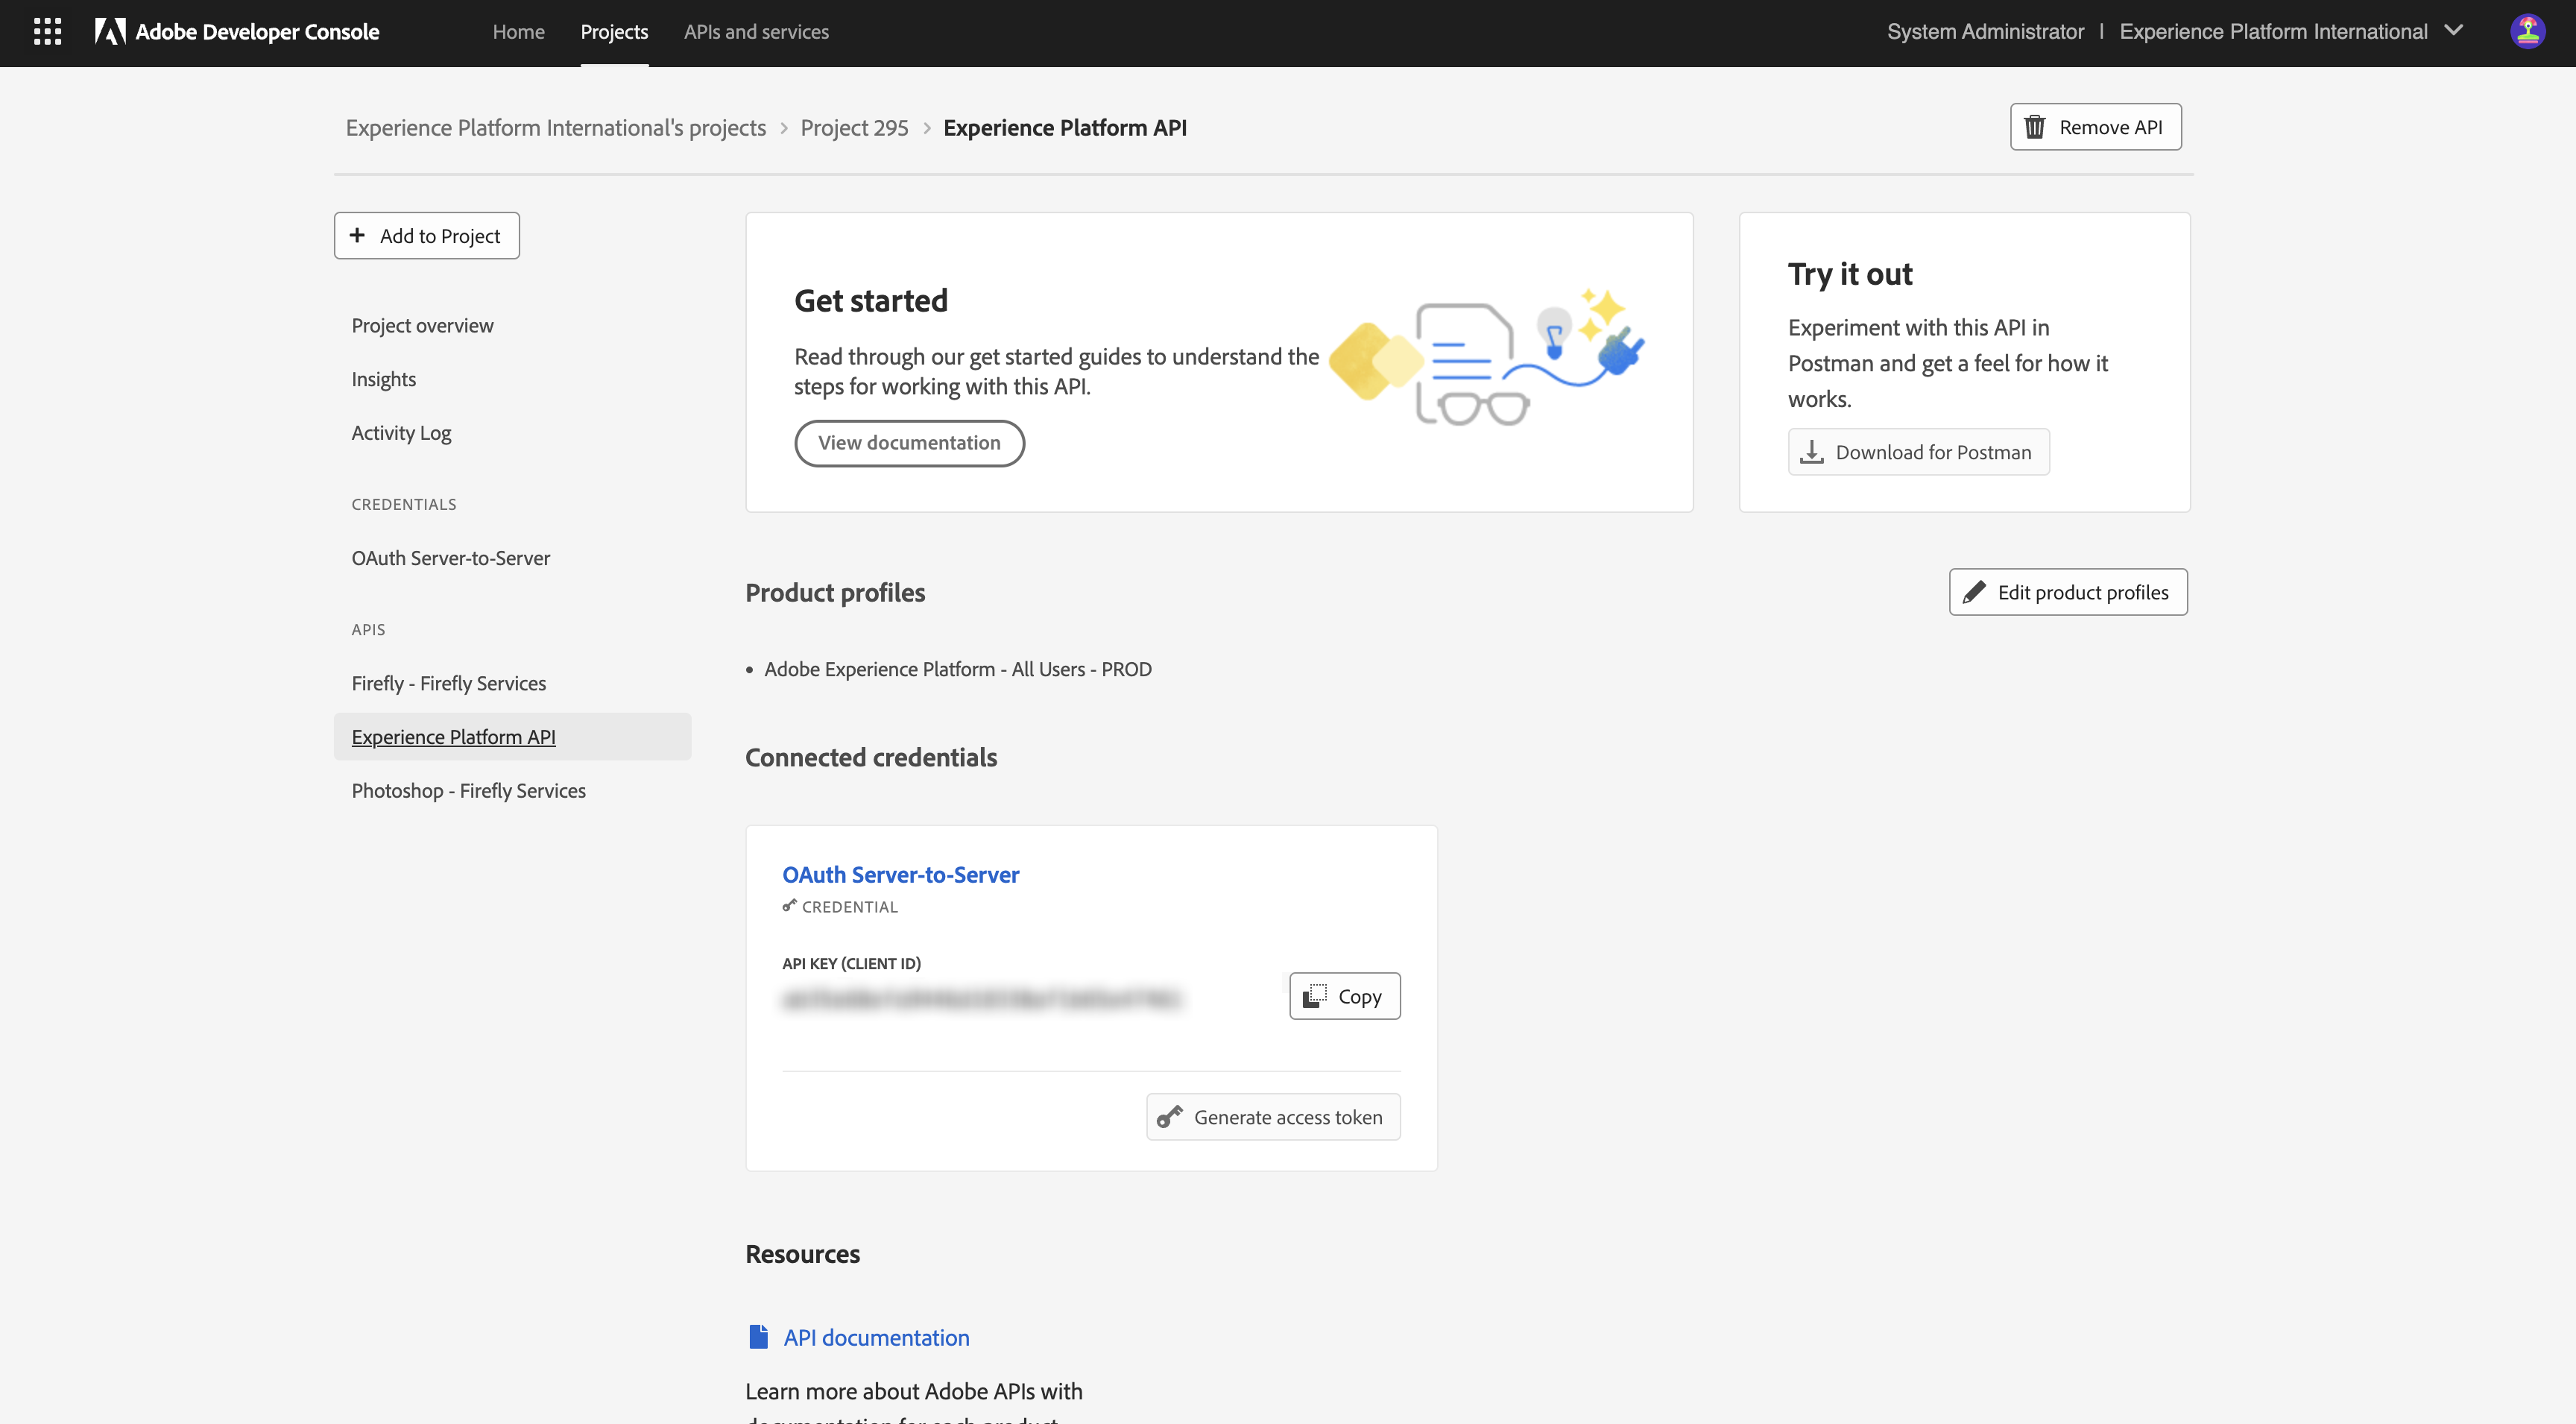 Adobe Developer Console
Home
Projects
APIs and services
System Administrator | Experience Platform International
Experience Platform International's projects > Project 295 > Experience Platform API
Remove API
+ Add to Project
Project overview
Insights
Activity Log
CREDENTIALS
OAuth Server-to-Server
APIS
Firefly - Firefly Services
Experience Platform API
Photoshop - Firefly Services
Get started
Read through our get started guides to understand the
steps for working with this API.
View documentation
Try it out
Experiment with this API in
Postman and get a feel for how it
works.
Download for Postman
Product profiles
Edit product profiles
• Adobe Experience Platform - All Users - PROD
Connected credentials
OAuth Server-to-Server
CREDENTIAL
API KEY (CLIENT ID)
Copy
Generate access token
Resources
API documentation
Learn more about Adobe APIs with
documentation for each product